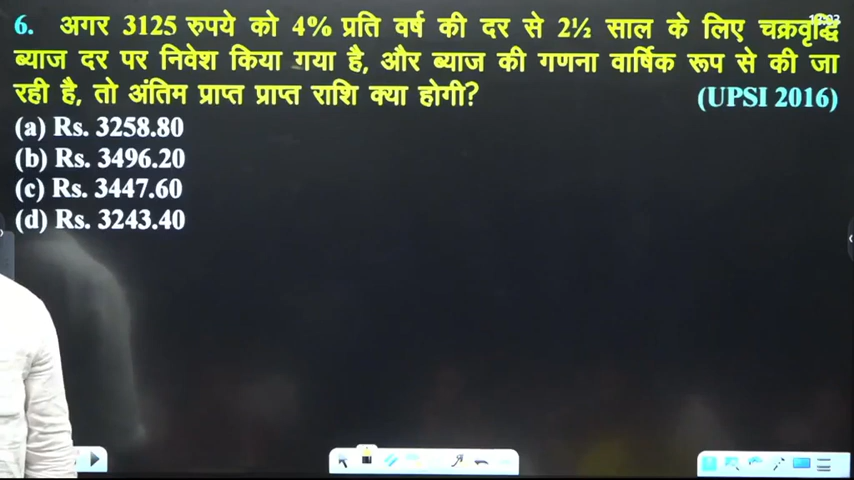 6. अगर 3125 रुपये को 4% प्रति वर्ष की दर से 2½ साल के लिए चक्रवृद्धि
ब्याज दर पर निवेश किया गया है, और ब्याज की गणना वार्षिक रूप से की जा
रही है, तो अंतिम प्राप्त प्राप्त राशि क्या होगी? (UPSI 2016)
(a) Rs. 3258.80
(b) Rs. 3496.20
(c) Rs. 3447.60
(d) Rs. 3243.40